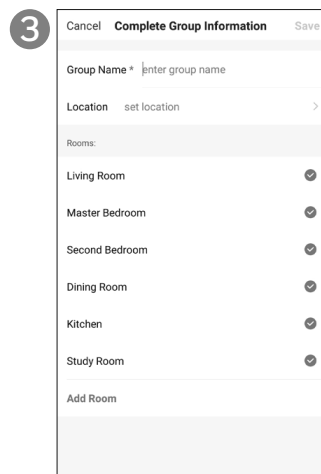 3
Cancel Complete Group Information Save
Group Name * enter group name
Location set location >
Rooms:
Living Room
Master Bedroom
Second Bedroom
Dining Room
Kitchen
Study Room
Add Room